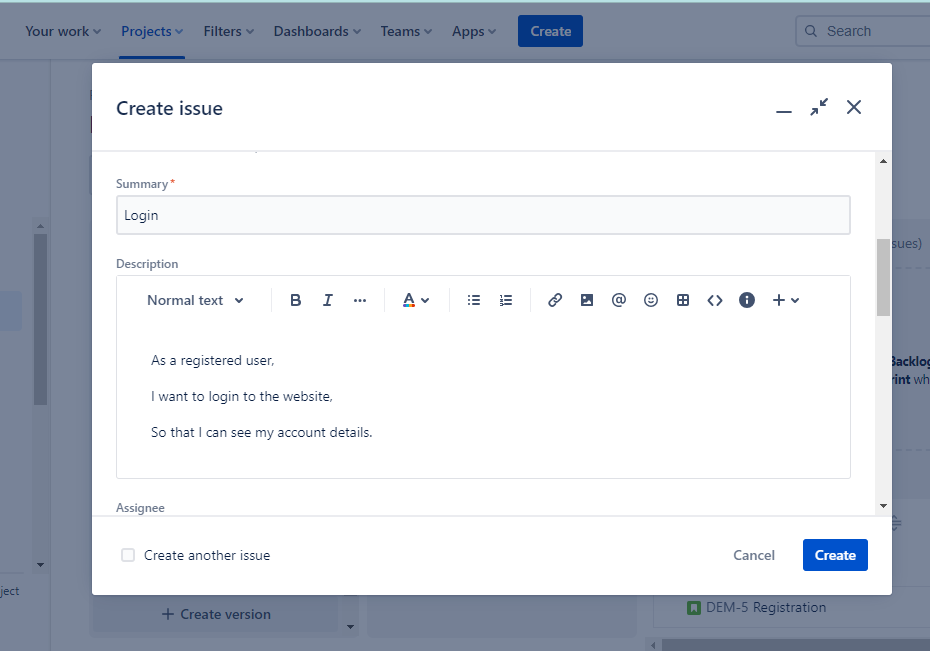 Your work Projects Filters Dashboards Teams Apps Create Search
Create issue
Summary*
Login
Description
Normal text B I ... A
As a registered user,
I want to login to the website,
So that I can see my account details.
Assignee
Create another issue Cancel Create
sues)
Backlog
rint wh
ject
+ Create version
DEM-5 Registration